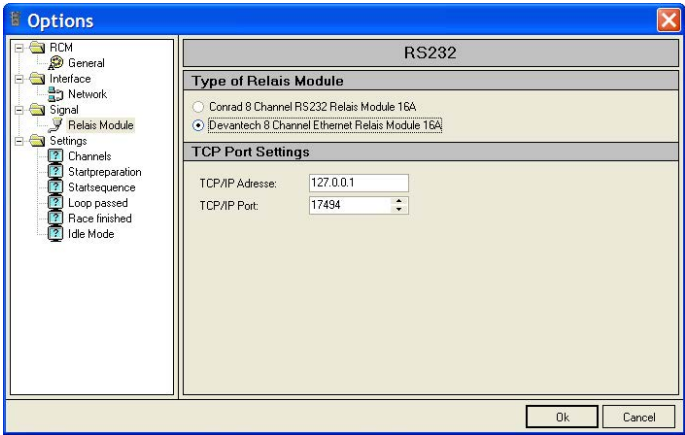 Options
RCM
General
Interface
Network
Signal
Relais Module
Settings
Channels
Startpreparation
Startsequence
Loop passed
Race finished
Idle Mode
RS232
Type of Relais Module
Conrad 8 Channel RS232 Relais Module 16A
Devantech 8 Channel Ethernet Relais Module 16A
TCP Port Settings
TCP/IP Adresse: 127.0.0.1
TCP/IP Port: 17494
Ok Cancel